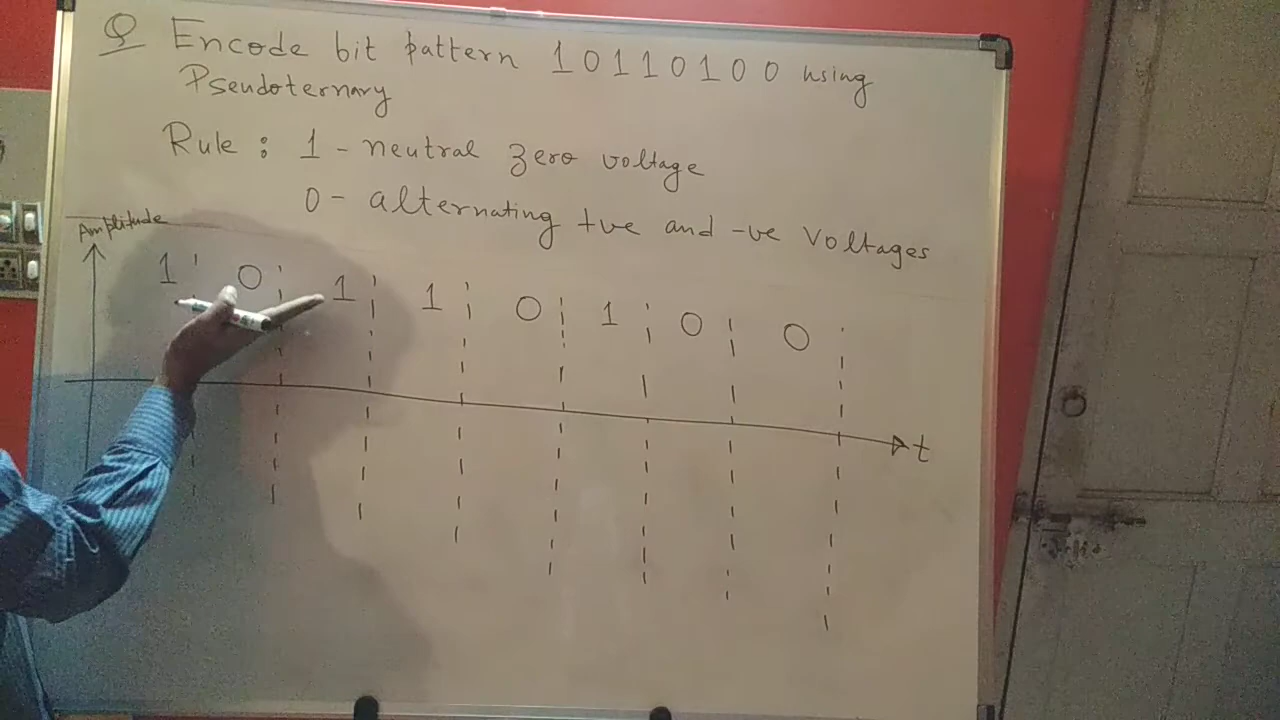 Q Encode bit pattern 10110100 using
Pseudoternary
Rule : 1 - neutral zero voltage
0 - alternating +ve and -ve voltages
Amplitude
1 0 1 1 0 1 0 0
t